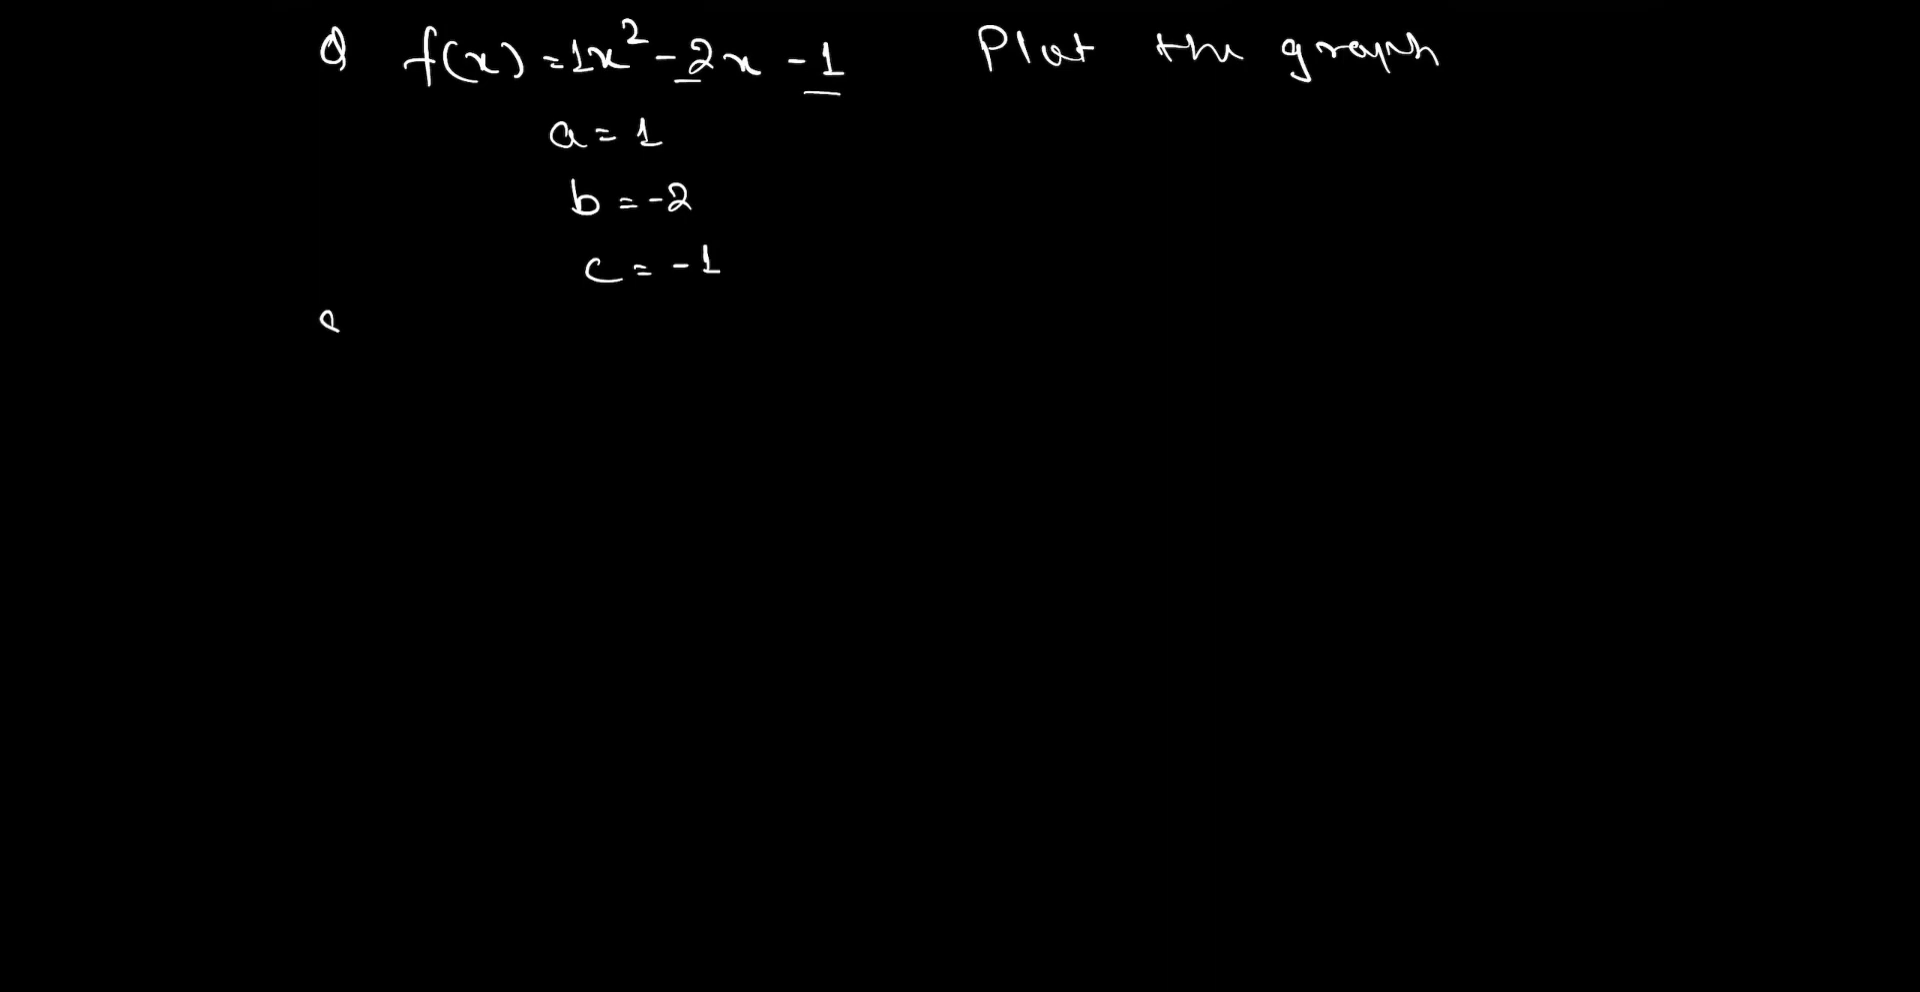 Q f(x) = 1x² - 2x - 1 Plot the graph
a = 1
b = -2
c = -1